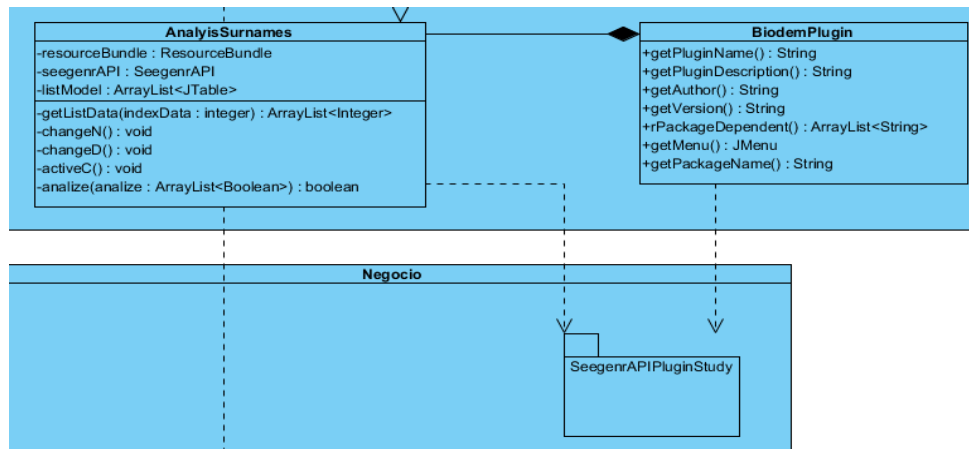 AnalyisSurnames
-resourceBundle : ResourceBundle
-seegenrAPI : SeegenrAPI
-listModel : ArrayList<JTable>
-getListData(indexData : integer) : ArrayList<Integer>
-changeN() : void
-changeD() : void
-activeC() : void
-analize(analize : ArrayList<Boolean>) : boolean
BiodemPlugin
+getPluginName() : String
+getPluginDescription() : String
+getAuthor() : String
+getVersion() : String
+rPackageDependent() : ArrayList<String>
+getMenu() : JMenu
+getPackageName() : String
Negocio
SeegenrAPIPluginStudy